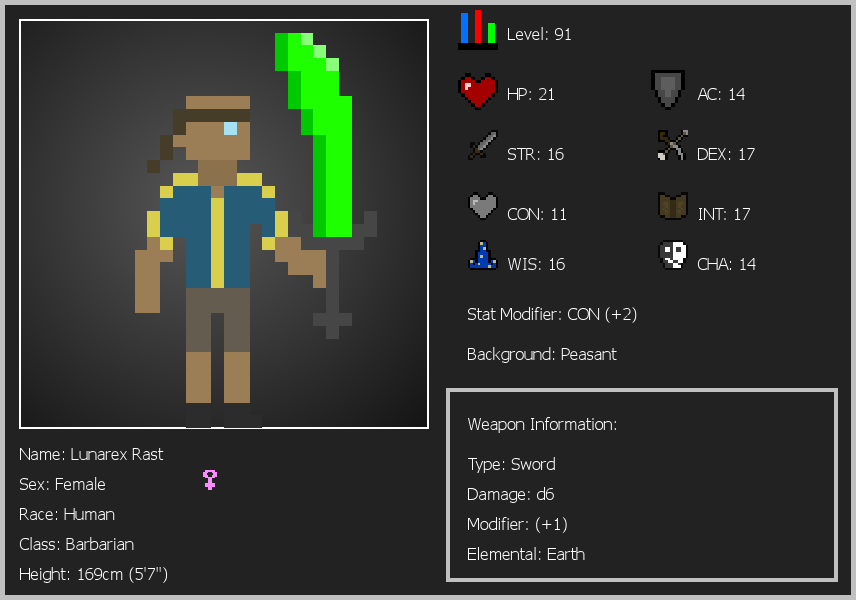 Level: 91
HP: 21
AC: 14
STR: 16
DEX: 17
CON: 11
INT: 17
WIS: 16
CHA: 14
Stat Modifier: CON (+2)
Background: Peasant
Weapon Information:
Type: Sword
Damage: d6
Modifier: (+1)
Elemental: Earth
Name: Lunarex Rast
Sex: Female
Race: Human
Class: Barbarian
Height: 169cm (5'7")